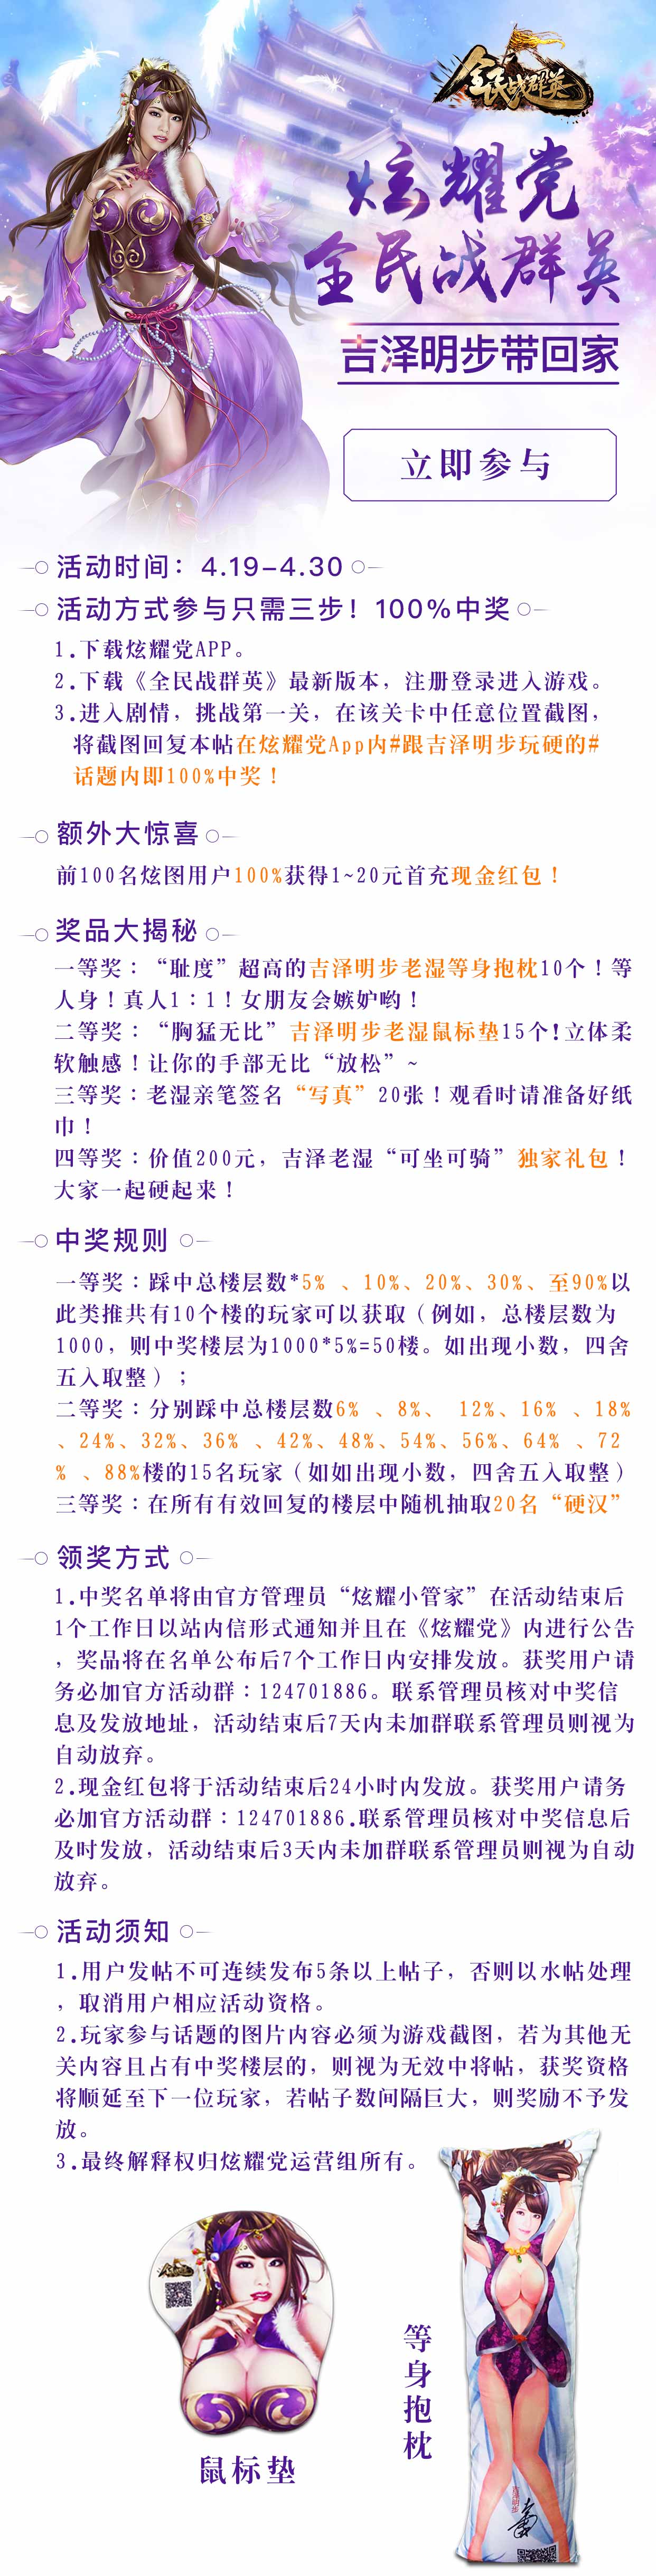 全民战群英
炫耀党
全民战群英
吉泽明步带回家
立即参与
活动时间：4.19-4.30
活动方式参与只需三步！100%中奖
1.下载炫耀党APP。
2.下载《全民战群英》最新版本，注册登录进入游戏。
3.进入剧情，挑战第一关，在该关卡中任意位置截图，
将截图回复本帖在炫耀党App内#跟吉泽明步玩硬的#
话题内即100%中奖！
额外大惊喜
前100名炫图用户100%获得1~20元首充现金红包！
奖品大揭秘
一等奖：“耻度”超高的吉泽明步老湿等身抱枕10个！等
人身！真人1：1！女朋友会嫉妒哟！
二等奖：“胸猛无比”吉泽明步老湿鼠标垫15个!立体柔
软触感！让你的手部无比“放松”~
三等奖：老湿亲笔签名“写真”20张！观看时请准备好纸
巾！
四等奖：价值200元，吉泽老湿“可坐可骑”独家礼包！
大家一起硬起来！
中奖规则
一等奖：踩中总楼层数*5% 、10%、20%、30%、至90%以
此类推共有10个楼的玩家可以获取（例如，总楼层数为
1000，则中奖楼层为1000*5%=50楼。如出现小数，四舍
五入取整）；
二等奖：分别踩中总楼层数6% 、8%、 12%、16% 、18%
、24%、32%、36% 、42%、48%、54%、56%、64% 、72
% 、88%楼的15名玩家（如如出现小数，四舍五入取整）
三等奖：在所有有效回复的楼层中随机抽取20名“硬汉”
领奖方式
1.中奖名单将由官方管理员“炫耀小管家”在活动结束后
1个工作日以站内信形式通知并且在《炫耀党》内进行公告
，奖品将在名单公布后7个工作日内安排发放。获奖用户请
务必加官方活动群：124701886。联系管理员核对中奖信
息及发放地址，活动结束后7天内未加群联系管理员则视为
自动放弃。
2.现金红包将于活动结束后24小时内发放。获奖用户请务
必加官方活动群：124701886.联系管理员核对中奖信息后
及时发放，活动结束后3天内未加群联系管理员则视为自动
放弃。
活动须知
1.用户发帖不可连续发布5条以上帖子，否则以水帖处理
，取消用户相应活动资格。
2.玩家参与话题的图片内容必须为游戏截图，若为其他无
关内容且占有中奖楼层的，则视为无效中将帖，获奖资格
将顺延至下一位玩家，若帖子数间隔巨大，则奖励不予发
放。
3.最终解释权归炫耀党运营组所有。
全民战群英
鼠标垫
等身抱枕
吉泽明步